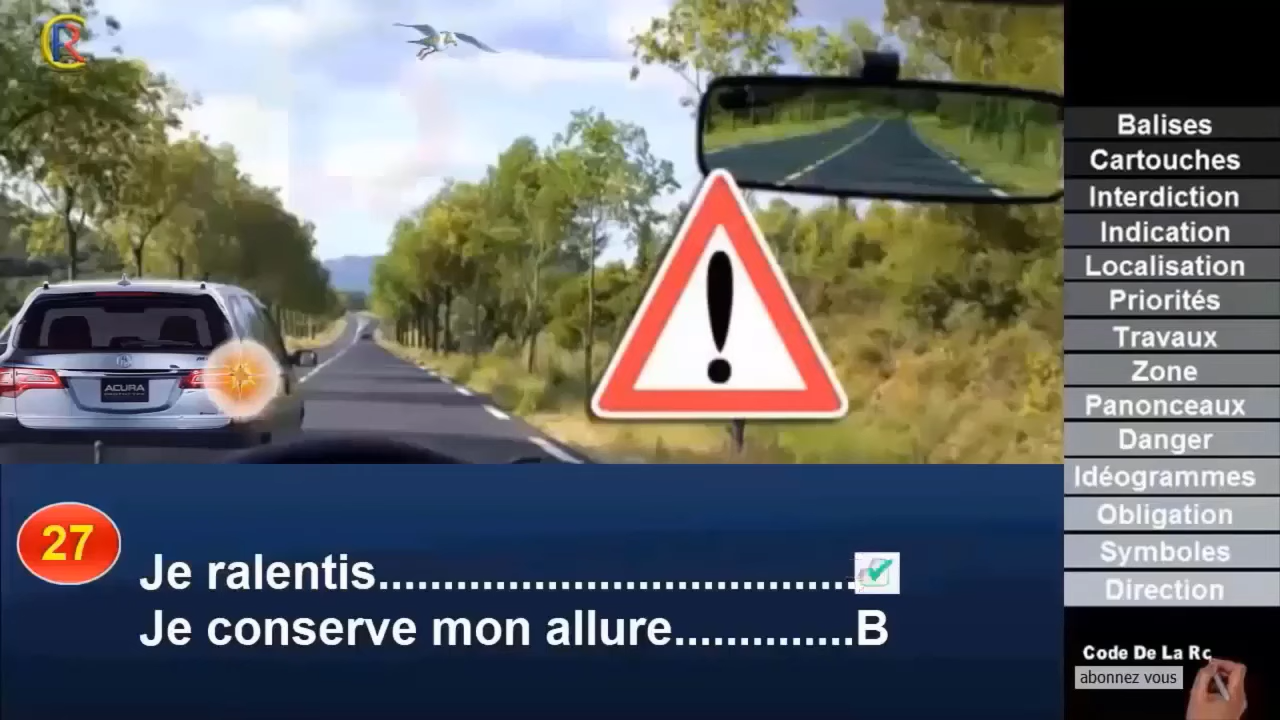 CR
ACURA
!
27
Je ralentis.....................................
Je conserve mon allure..............B
Balises
Cartouches
Interdiction
Indication
Localisation
Priorités
Travaux
Zone
Panonceaux
Danger
Idéogrammes
Obligation
Symboles
Direction
Code De La Rc
abonnez vous